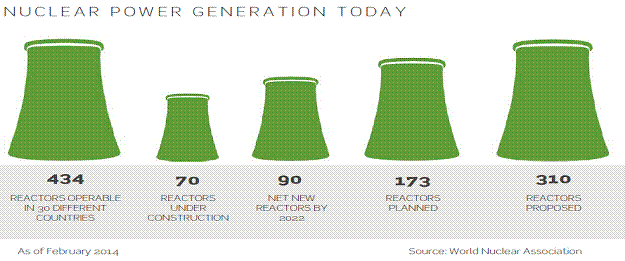 NUCLEAR POWER GENERATION TODAY
434
REACTORS OPERABLE
IN 30 DIFFERENT
COUNTRIES
70
REACTORS
UNDER
CONSTRUCTION
90
NET NEW
REACTORS BY
2022
173
REACTORS
PLANNED
310
REACTORS
PROPOSED
As of February 2014
Source: World Nuclear Association